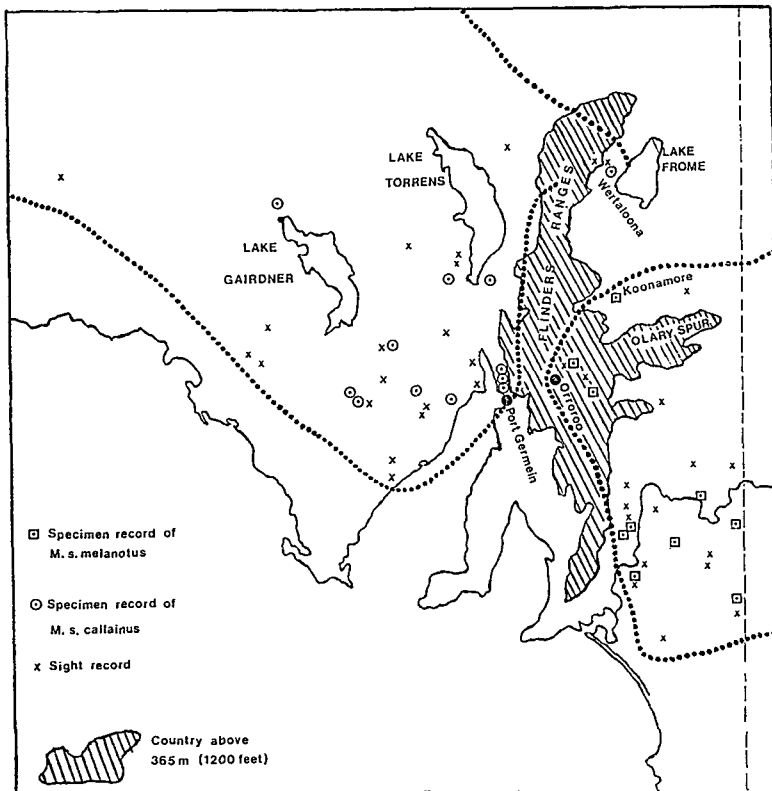 LAKE
TORRENS
LAKE
FROME
Wertaloona
LAKE
GAIRDNER
FLINDERS RANGES
Koonamore
OLARY SPUR
Orroroo
Port Germein
Specimen record of
M. s. melanotus
Specimen record of
M. s. callainus
x Sight record
Country above
365 m (1200 feet)